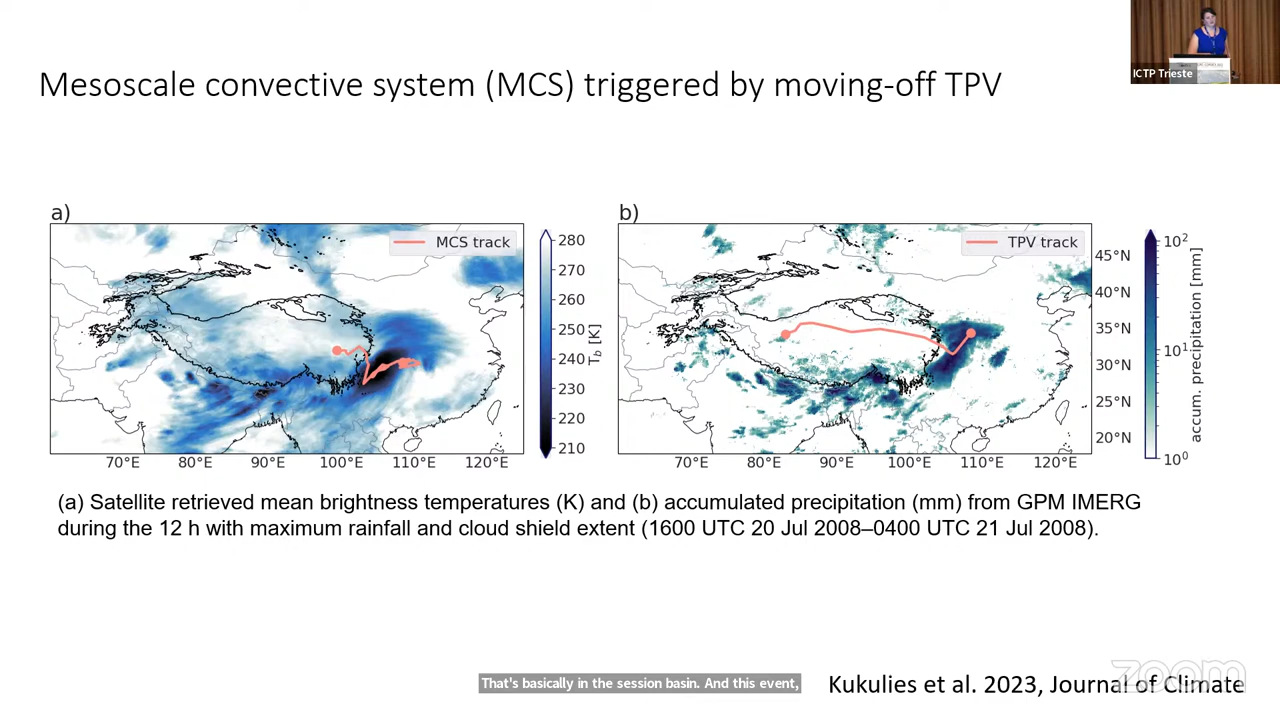 ICTP Trieste
Mesoscale convective system (MCS) triggered by moving-off TPV
a)
MCS track
280
270
260
250
240
230
220
210
T_b [K]
70°E 80°E 90°E 100°E 110°E 120°E
b)
TPV track
45°N
40°N
35°N
30°N
25°N
20°N
10²
10¹
10⁰
accum. precipitation [mm]
70°E 80°E 90°E 100°E 110°E 120°E
(a) Satellite retrieved mean brightness temperatures (K) and (b) accumulated precipitation (mm) from GPM IMERG
during the 12 h with maximum rainfall and cloud shield extent (1600 UTC 20 Jul 2008–0400 UTC 21 Jul 2008).
That's basically in the session basin. And this event,
Kukulies et al. 2023, Journal of Climate
zoom